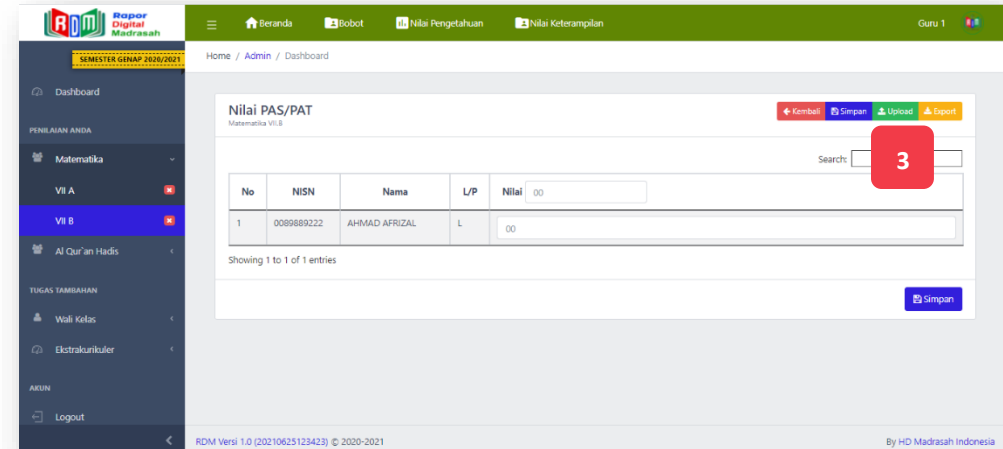 RDM Rapor Digital Madrasah
Beranda Bobot Nilai Pengetahuan Nilai Keterampilan Guru 1
SEMESTER GENAP 2020/2021
Home / Admin / Dashboard
Dashboard
PENILAIAN ANDA
Matematika
VII A
VII B
Al Qur`an Hadis
TUGAS TAMBAHAN
Wali Kelas
Ekstrakurikuler
AKUN
Logout
Nilai PAS/PAT
Matematika VII.B
Kembali Simpan Upload Export
Search:
3
No NISN Nama L/P Nilai 00
1 0089889222 AHMAD AFRIZAL L 00
Showing 1 to 1 of 1 entries
Simpan
RDM Versi 1.0 (20210625123423) © 2020-2021 By HD Madrasah Indonesia